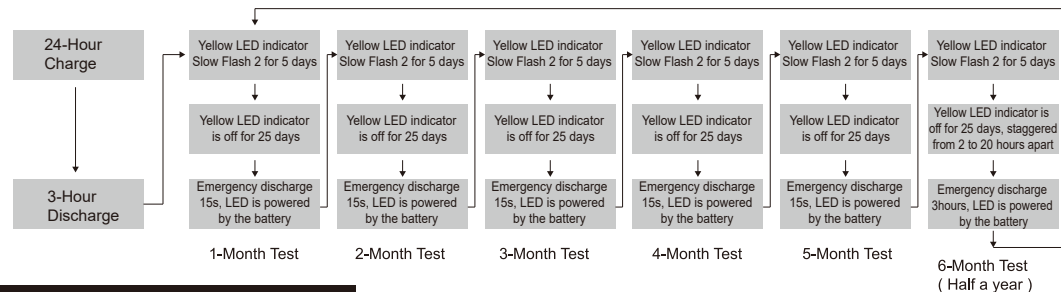 24-Hour
Charge
3-Hour
Discharge
Yellow LED indicator
Slow Flash 2 for 5 days
Yellow LED indicator
is off for 25 days
Emergency discharge
15s, LED is powered
by the battery
1-Month Test
Yellow LED indicator
Slow Flash 2 for 5 days
Yellow LED indicator
is off for 25 days
Emergency discharge
15s, LED is powered
by the battery
2-Month Test
Yellow LED indicator
Slow Flash 2 for 5 days
Yellow LED indicator
is off for 25 days
Emergency discharge
15s, LED is powered
by the battery
3-Month Test
Yellow LED indicator
Slow Flash 2 for 5 days
Yellow LED indicator
is off for 25 days
Emergency discharge
15s, LED is powered
by the battery
4-Month Test
Yellow LED indicator
Slow Flash 2 for 5 days
Yellow LED indicator
is off for 25 days
Emergency discharge
15s, LED is powered
by the battery
5-Month Test
Yellow LED indicator
Slow Flash 2 for 5 days
Yellow LED indicator is
off for 25 days, staggered
from 2 to 20 hours apart
Emergency discharge
3hours, LED is powered
by the battery
6-Month Test
( Half a year )